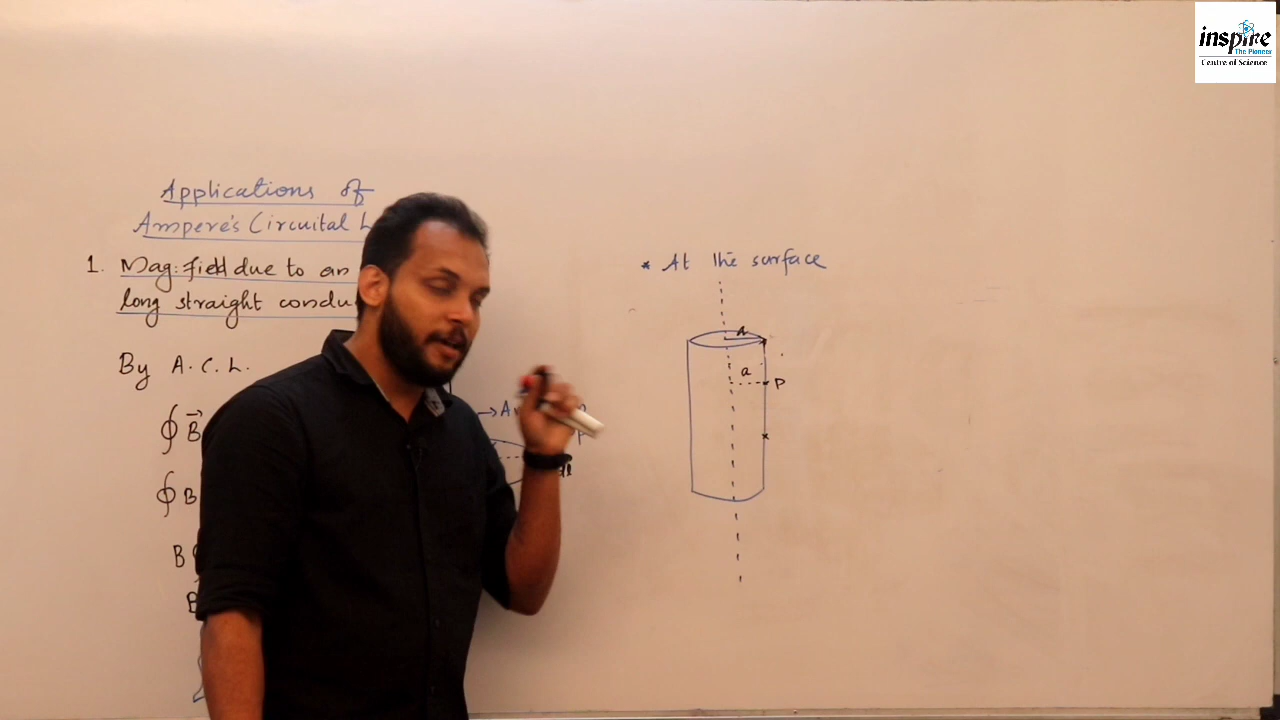 inspire
The Pioneer
Centre of Science
Applications of
Ampere's Circuital L
1. Mag: field due to an
long straight condu
By A.C.L.
∮ B⃗
∮ B
B
B
→ A
P
dl
* At the surface
a
a
P